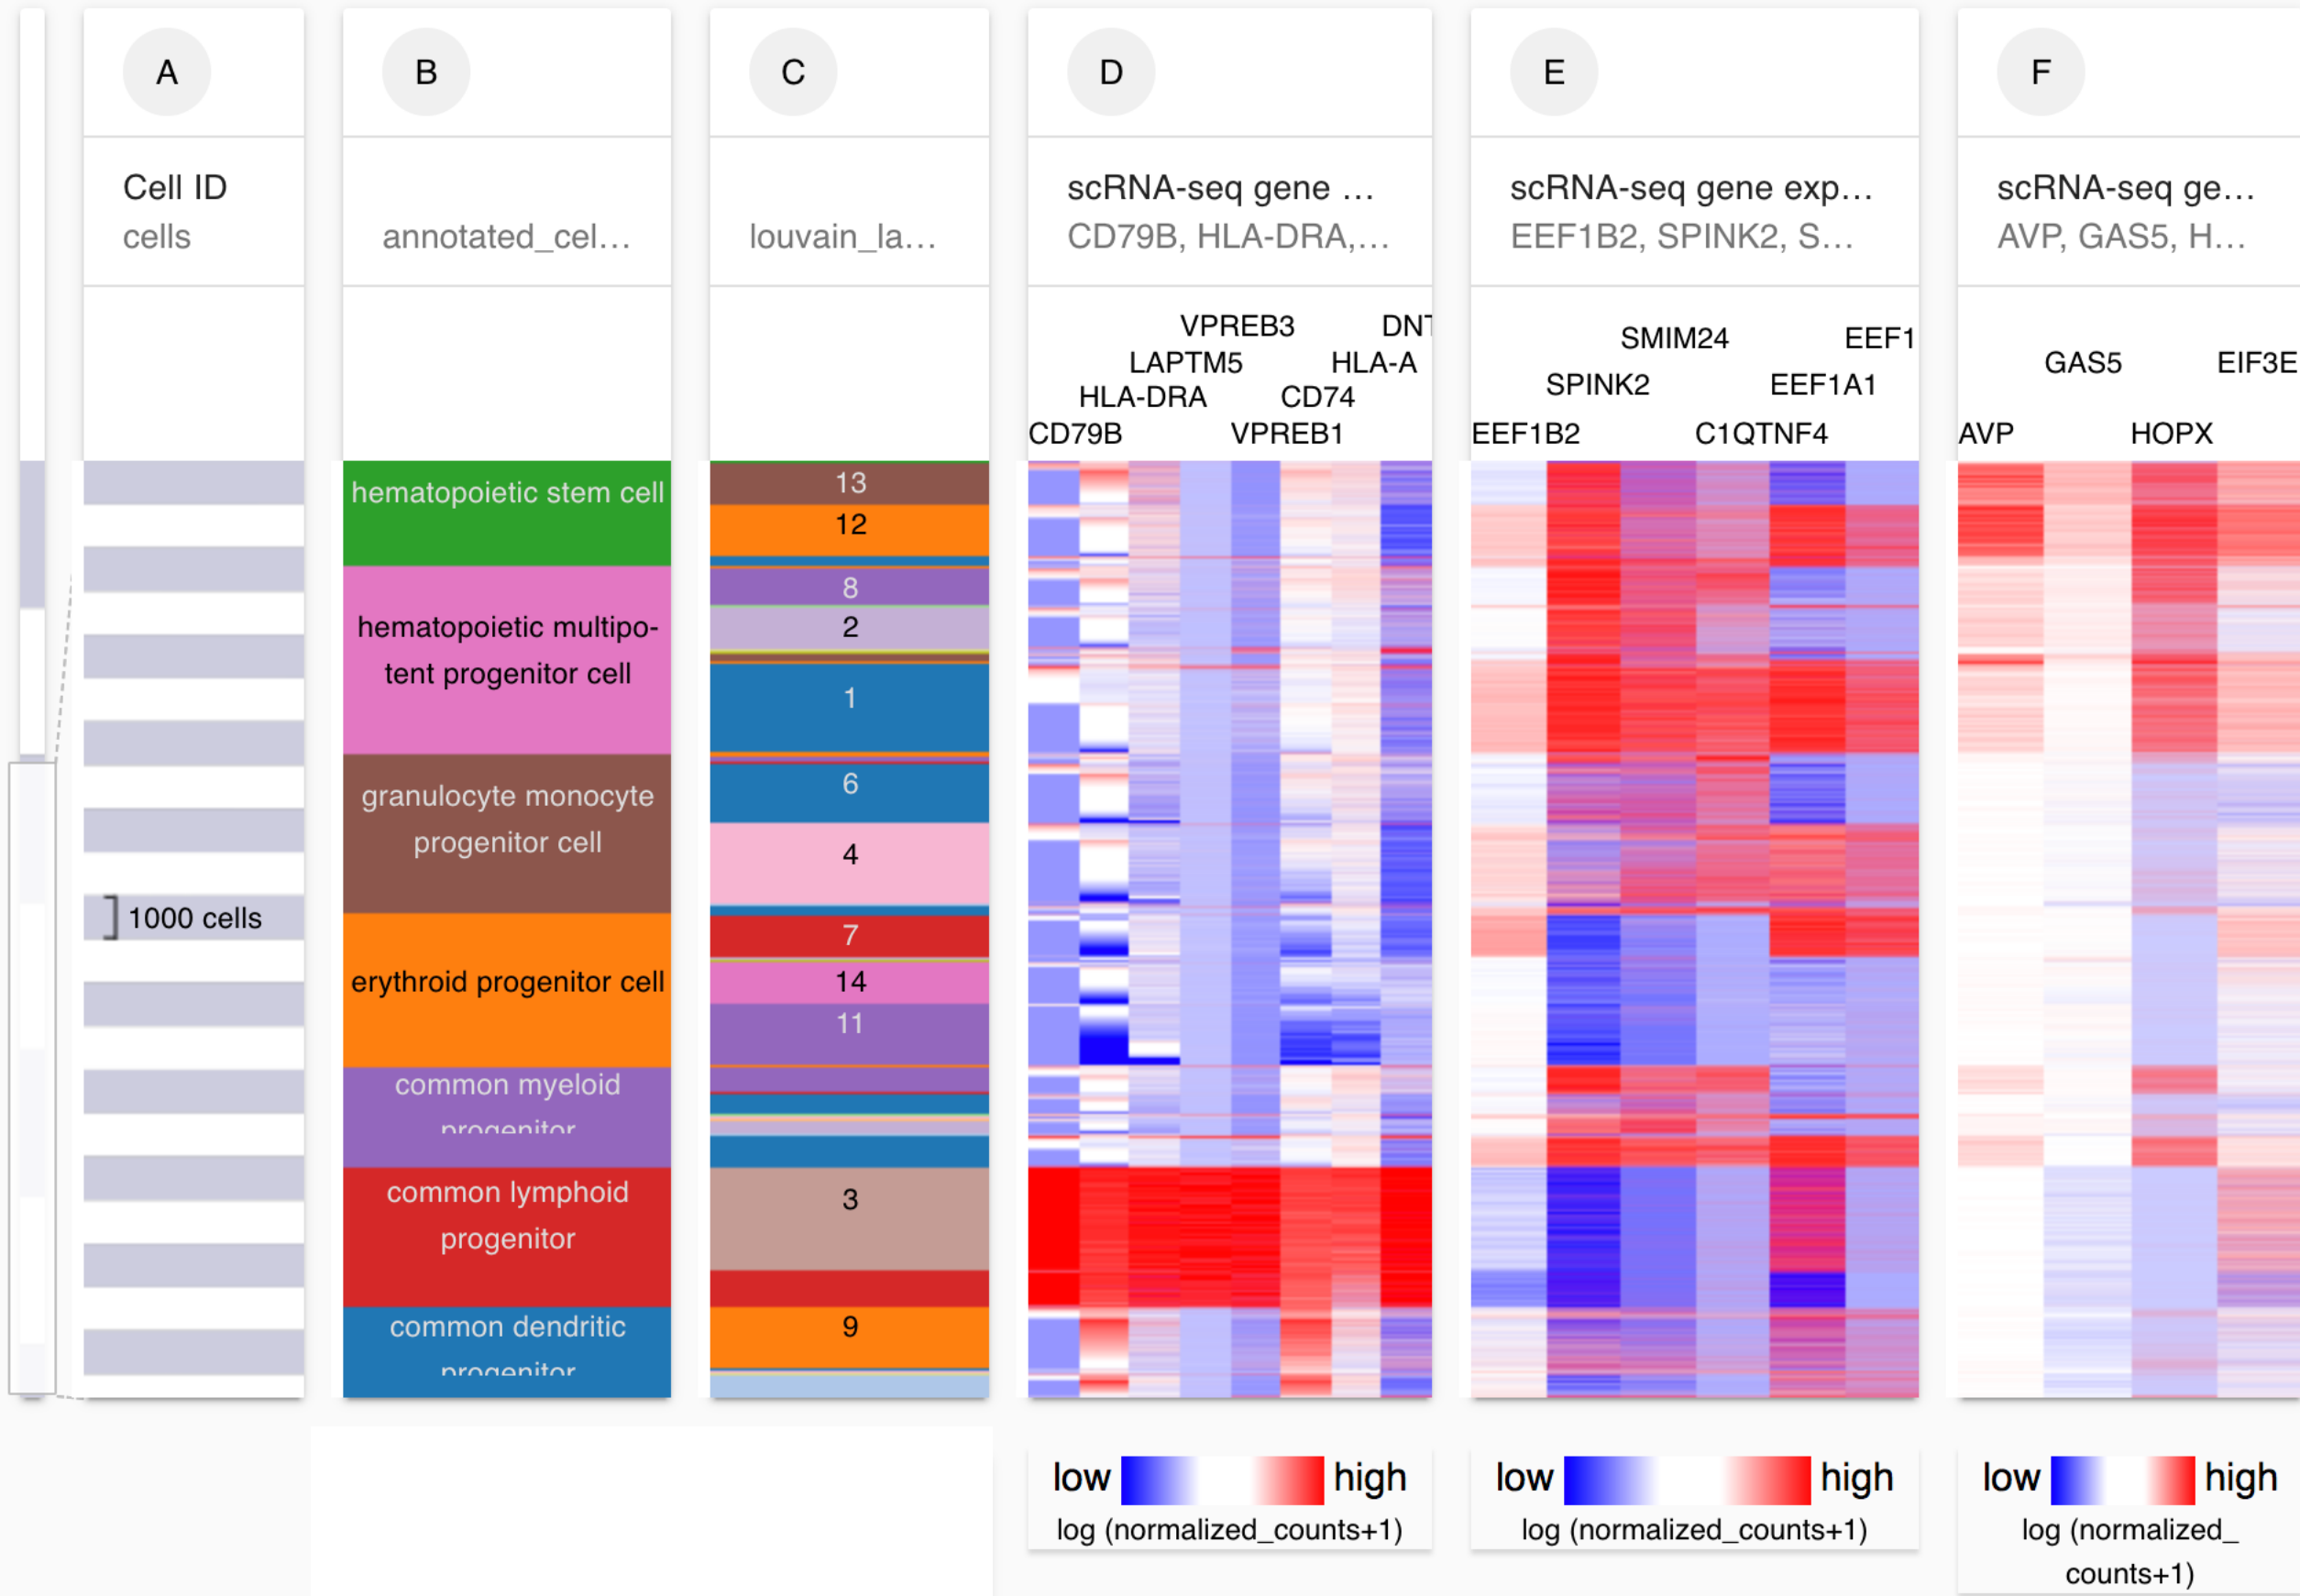 A
B
C
D
E
F
Cell ID
cells
annotated_cel…
louvain_la…
scRNA-seq gene …
CD79B, HLA-DRA,…
scRNA-seq gene exp…
EEF1B2, SPINK2, S…
scRNA-seq ge…
AVP, GAS5, H…
VPREB3
DNT
LAPTM5
HLA-A
HLA-DRA
CD74
CD79B
VPREB1
SMIM24
EEF1
SPINK2
EEF1A1
EEF1B2
C1QTNF4
GAS5
EIF3E
AVP
HOPX
1000 cells
hematopoietic stem cell
hematopoietic multipo-
tent progenitor cell
granulocyte monocyte
progenitor cell
erythroid progenitor cell
common myeloid
progenitor
common lymphoid
progenitor
common dendritic
progenitor
13
12
8
2
1
6
4
7
14
11
3
9
low
high
log (normalized_counts+1)
low
high
log (normalized_counts+1)
low
high
log (normalized_
counts+1)